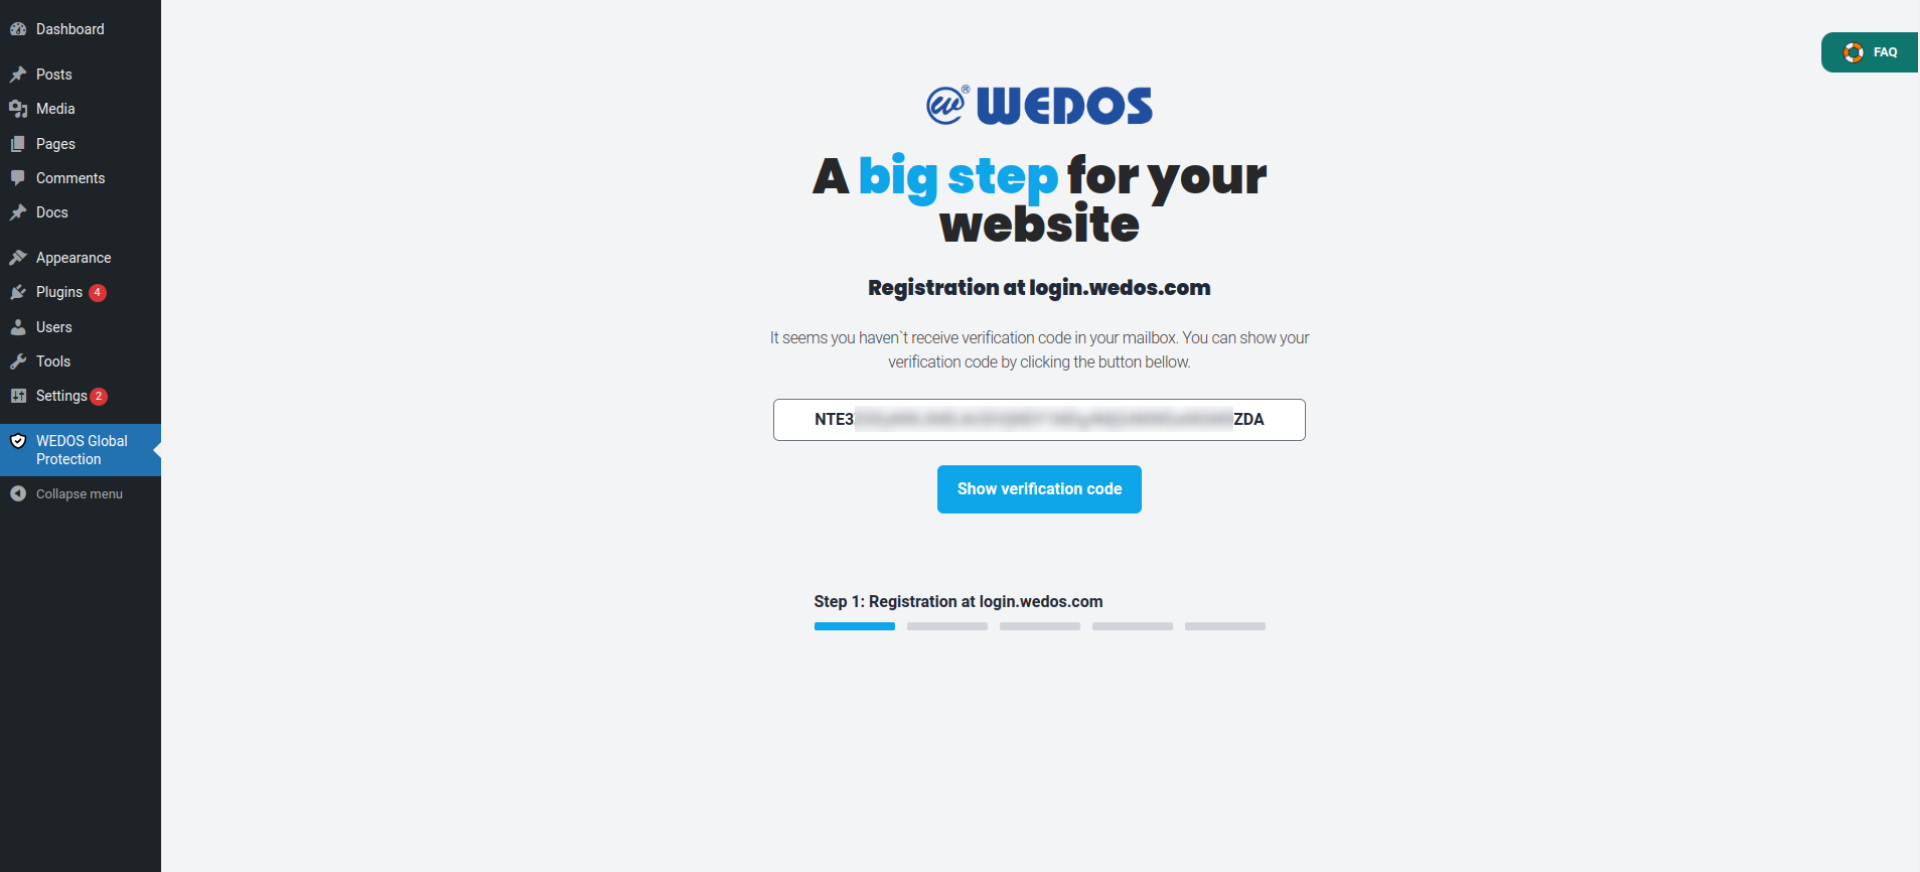 Dashboard
Posts
Media
Pages
Comments
Docs
Appearance
Plugins 4
Users
Tools
Settings 2
WEDOS Global
Protection
Collapse menu
FAQ
@® WEDOS
A big step for your
website
Registration at login.wedos.com
It seems you haven`t receive verification code in your mailbox. You can show your
verification code by clicking the button bellow.
NTE3 ZDA
Show verification code
Step 1: Registration at login.wedos.com